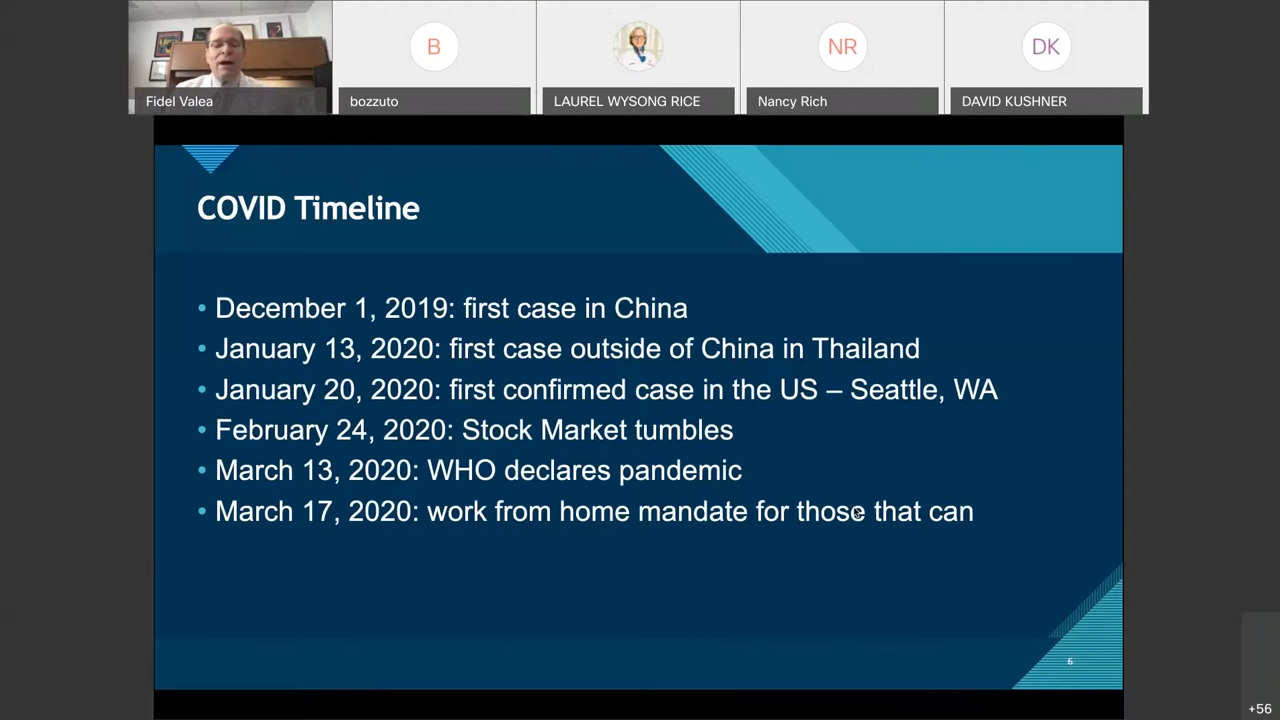 B
NR
DK
Fidel Valea
bozzuto
LAUREL WYSONG RICE
Nancy Rich
DAVID KUSHNER
COVID Timeline
• December 1, 2019: first case in China
• January 13, 2020: first case outside of China in Thailand
• January 20, 2020: first confirmed case in the US – Seattle, WA
• February 24, 2020: Stock Market tumbles
• March 13, 2020: WHO declares pandemic
• March 17, 2020: work from home mandate for those that can
6
+56